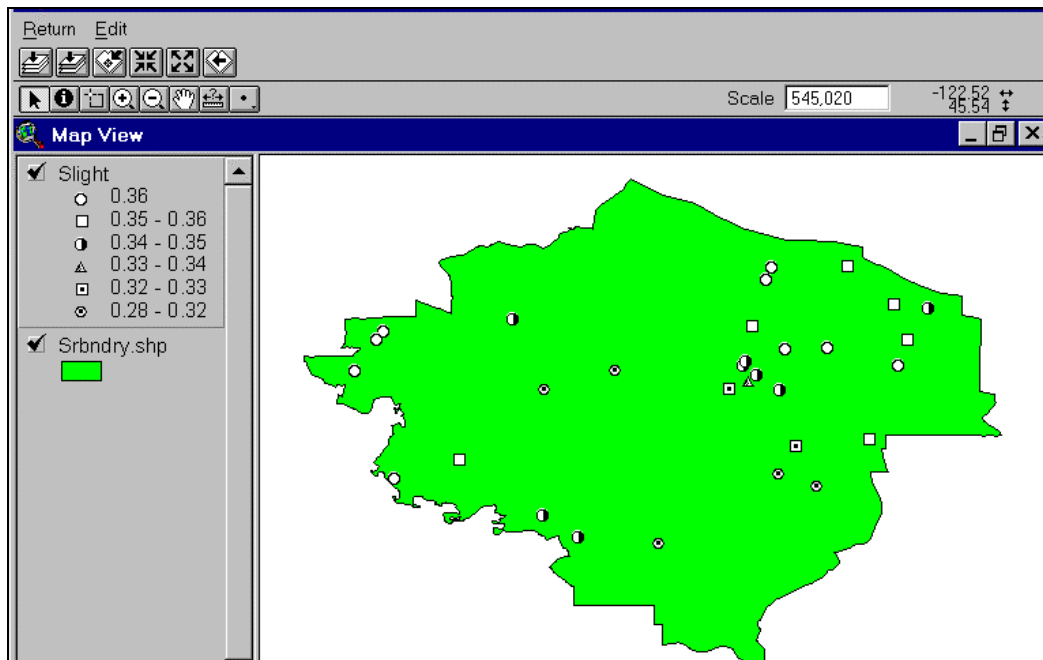 Return Edit
Scale 545,020 -122.52
45.54
Map View
Slight
0.36
0.35 - 0.36
0.34 - 0.35
0.33 - 0.34
0.32 - 0.33
0.28 - 0.32
Srbndry.shp